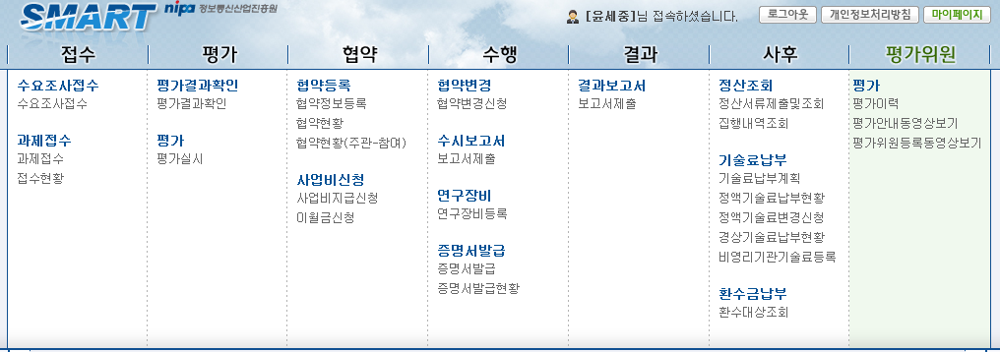 SMART nipa 정보통신산업진흥원
[윤세중]님 접속하셨습니다. 로그아웃 개인정보처리방침 마이페이지
접수 평가 협약 수행 결과 사후 평가위원
수요조사접수
수요조사접수
과제접수
과제접수
접수현황
평가결과확인
평가결과확인
평가
평가실시
협약등록
협약정보등록
협약현황
협약현황(주관-참여)
사업비신청
사업비지급신청
이월금신청
협약변경
협약변경신청
수시보고서
보고서제출
연구장비
연구장비등록
증명서발급
증명서발급
증명서발급현황
결과보고서
보고서제출
정산조회
정산서류제출및조회
집행내역조회
기술료납부
기술료납부계획
정액기술료납부현황
정액기술료변경신청
경상기술료납부현황
비영리기관기술료등록
환수금납부
환수대상조회
평가
평가이력
평가안내동영상보기
평가위원등록동영상보기